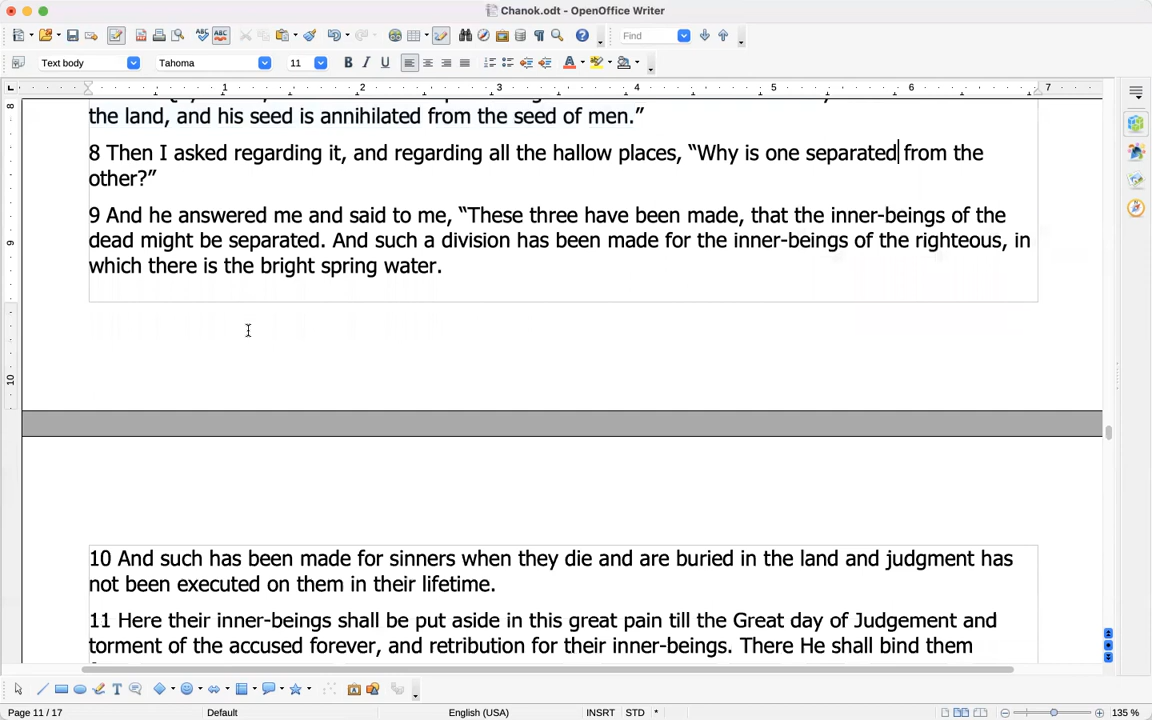 Chanok.odt - OpenOffice Writer
Find
Text body
Tahoma
11
1 2 3 4 5 6 7
the land, and his seed is annihilated from the seed of men.”
8 Then I asked regarding it, and regarding all the hallow places, “Why is one separated from the
other?”
9 And he answered me and said to me, “These three have been made, that the inner-beings of the
dead might be separated. And such a division has been made for the inner-beings of the righteous, in
which there is the bright spring water.
10 And such has been made for sinners when they die and are buried in the land and judgment has
not been executed on them in their lifetime.
11 Here their inner-beings shall be put aside in this great pain till the Great day of Judgement and
torment of the accused forever, and retribution for their inner-beings. There He shall bind them
Page 11 / 17
Default
English (USA)
INSRT STD *
135 %